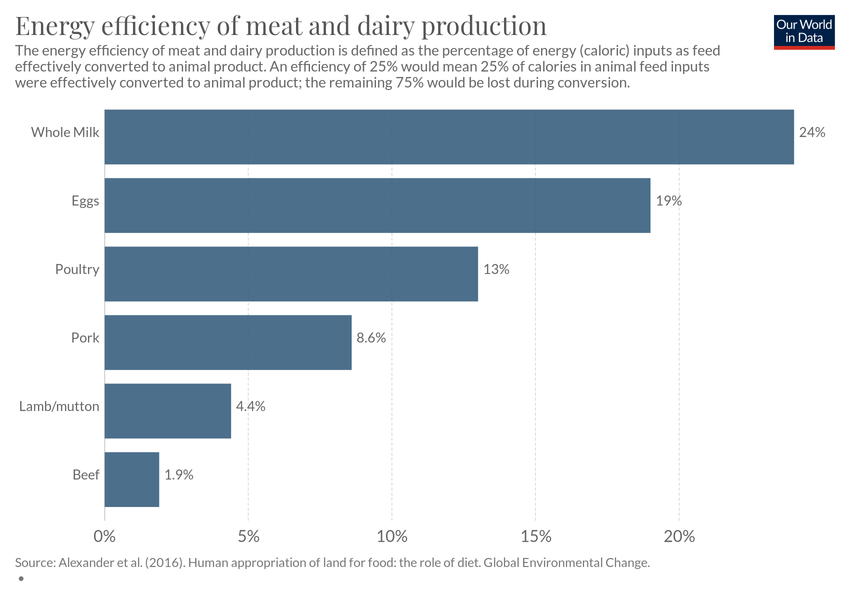 Energy efficiency of meat and dairy production
Our World
in Data
The energy efficiency of meat and dairy production is defined as the percentage of energy (caloric) inputs as feed
effectively converted to animal product. An efficiency of 25% would mean 25% of calories in animal feed inputs
were effectively converted to animal product; the remaining 75% would be lost during conversion.
Whole Milk 24%
Eggs 19%
Poultry 13%
Pork 8.6%
Lamb/mutton 4.4%
Beef 1.9%
0% 5% 10% 15% 20%
Source: Alexander et al. (2016). Human appropriation of land for food: the role of diet. Global Environmental Change.
•